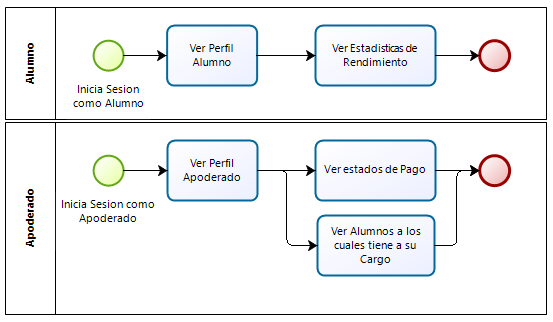 Alumno
Inicia Sesion
como Alumno
Ver Perfil
Alumno
Ver Estadisticas de
Rendimiento
Apoderado
Inicia Sesion como
Apoderado
Ver Perfil
Apoderado
Ver estados de Pago
Ver Alumnos a los
cuales tiene a su
Cargo